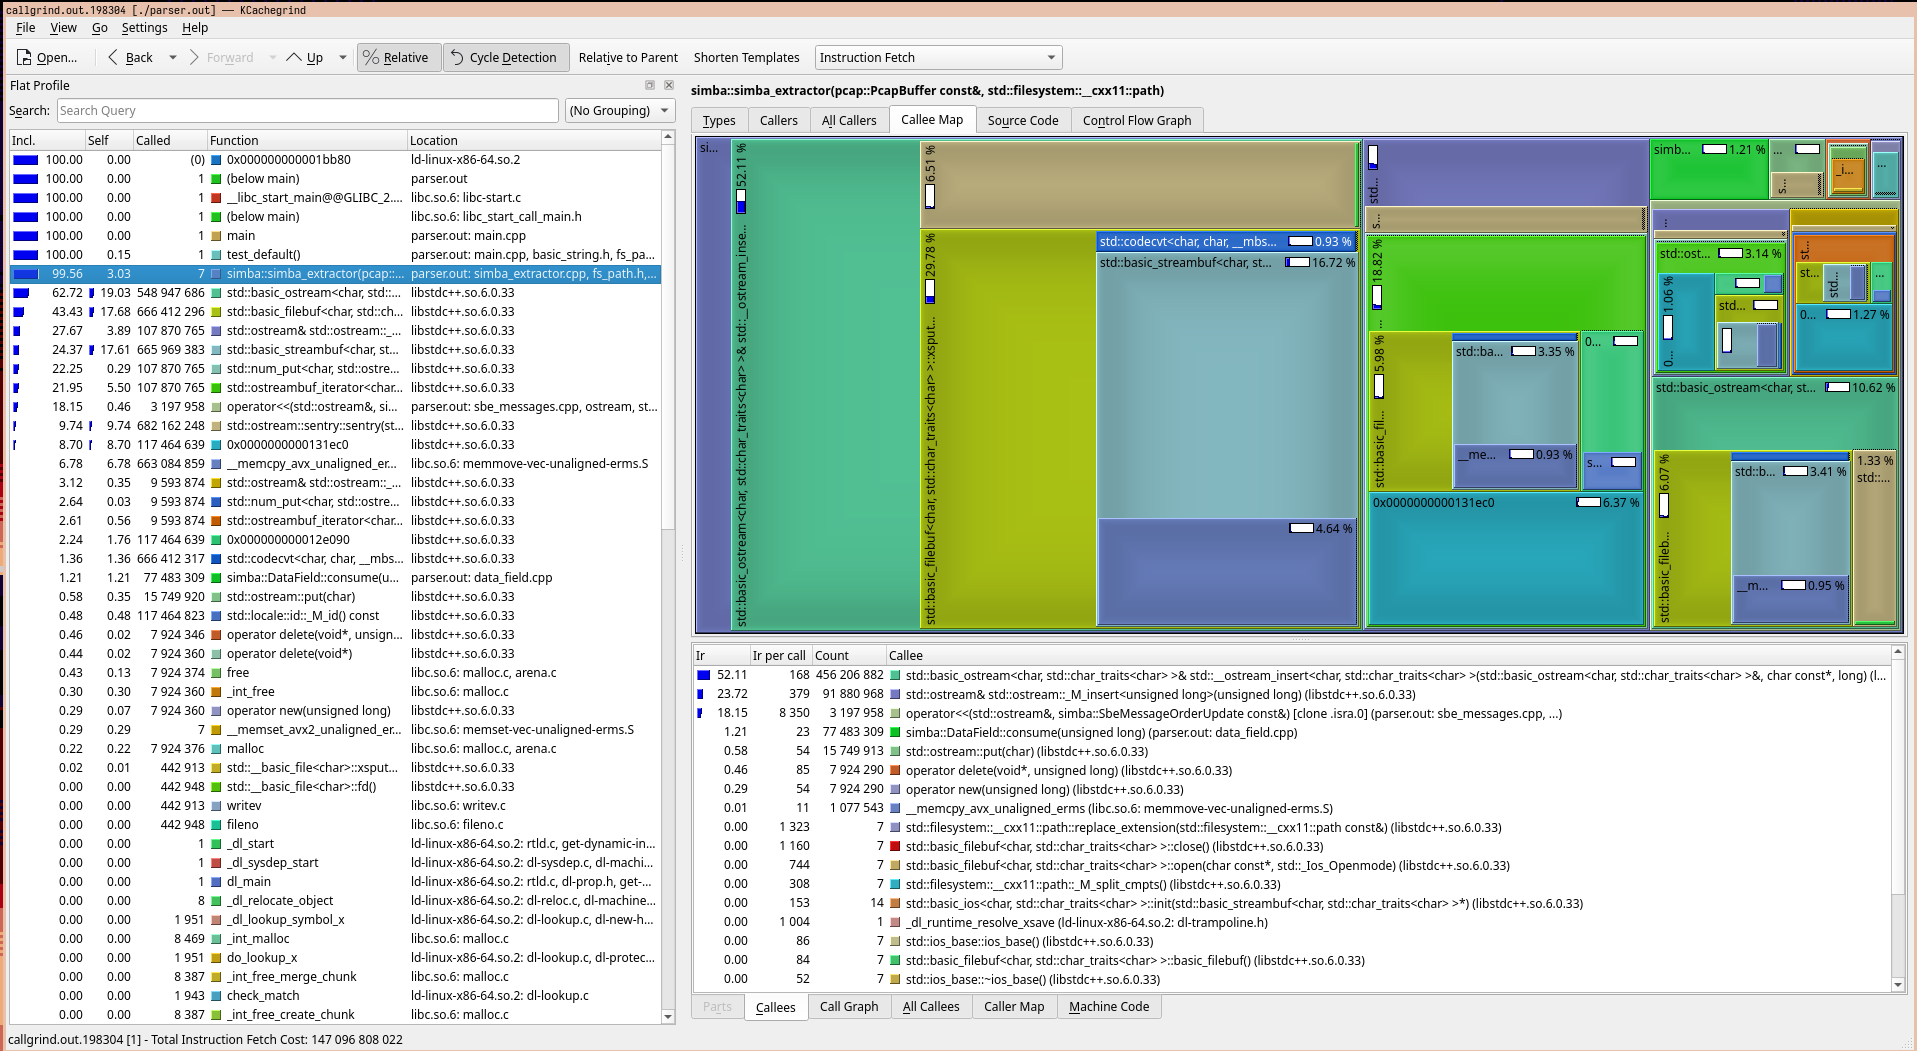 callgrind.out.198304 [./parser.out] — KCachegrind
File View Go Settings Help
Open... Back Forward Up Relative Cycle Detection Relative to Parent Shorten Templates Instruction Fetch
Flat Profile
Search: Search Query (No Grouping)
Incl. Self Called Function Location
100.00 0.00 (0) 0x000000000001bb80 ld-linux-x86-64.so.2
100.00 0.00 1 (below main) parser.out
100.00 0.00 1 __libc_start_main@@GLIBC_2.... libc.so.6: libc-start.c
100.00 0.00 1 (below main) libc.so.6: libc_start_call_main.h
100.00 0.00 1 main parser.out: main.cpp
100.00 0.15 1 test_default() parser.out: main.cpp, basic_string.h, fs_pa...
99.56 3.03 7 simba::simba_extractor(pcap::... parser.out: simba_extractor.cpp, fs_path.h,...
62.72 19.03 548 947 686 std::basic_ostream<char, std::... libstdc++.so.6.0.33
43.43 17.68 666 412 296 std::basic_filebuf<char, std::ch... libstdc++.so.6.0.33
27.67 3.89 107 870 765 std::ostream& std::ostream::_... libstdc++.so.6.0.33
24.37 17.61 665 969 383 std::basic_streambuf<char, st... libstdc++.so.6.0.33
22.25 0.29 107 870 765 std::num_put<char, std::ostre... libstdc++.so.6.0.33
21.95 5.50 107 870 765 std::ostreambuf_iterator<char... libstdc++.so.6.0.33
18.15 0.46 3 197 958 operator<<(std::ostream&, si... parser.out: sbe_messages.cpp, ostream, st...
9.74 9.74 682 162 248 std::ostream::sentry::sentry(st... libstdc++.so.6.0.33
8.70 8.70 117 464 639 0x0000000000131ec0 libstdc++.so.6.0.33
6.78 6.78 663 084 859 __memcpy_avx_unaligned_er... libc.so.6: memmove-vec-unaligned-erms.S
3.12 0.35 9 593 874 std::ostream& std::ostream::_... libstdc++.so.6.0.33
2.64 0.03 9 593 874 std::num_put<char, std::ostre... libstdc++.so.6.0.33
2.61 0.56 9 593 874 std::ostreambuf_iterator<char... libstdc++.so.6.0.33
2.24 1.76 117 464 639 0x000000000012e090 libstdc++.so.6.0.33
1.36 1.36 666 412 317 std::codecvt<char, char, __mbs... libstdc++.so.6.0.33
1.21 1.21 77 483 309 simba::DataField::consume(u... parser.out: data_field.cpp
0.58 0.35 15 749 920 std::ostream::put(char) libstdc++.so.6.0.33
0.48 0.48 117 464 823 std::locale::id::_M_id() const libstdc++.so.6.0.33
0.46 0.02 7 924 346 operator delete(void*, unsign... libstdc++.so.6.0.33
0.44 0.02 7 924 360 operator delete(void*) libstdc++.so.6.0.33
0.43 0.13 7 924 374 free libc.so.6: malloc.c, arena.c
0.30 0.30 7 924 360 _int_free libc.so.6: malloc.c
0.29 0.07 7 924 360 operator new(unsigned long) libstdc++.so.6.0.33
0.29 0.29 7 __memset_avx2_unaligned_er... libc.so.6: memset-vec-unaligned-erms.S
0.22 0.22 7 924 376 malloc libc.so.6: malloc.c, arena.c
0.02 0.01 442 913 std::__basic_file<char>::xsput... libstdc++.so.6.0.33
0.00 0.00 442 948 std::__basic_file<char>::fd() libstdc++.so.6.0.33
0.00 0.00 442 913 writev libc.so.6: writev.c
0.00 0.00 442 948 fileno libc.so.6: fileno.c
0.00 0.00 1 _dl_start ld-linux-x86-64.so.2: rtld.c, get-dynamic-in...
0.00 0.00 1 _dl_sysdep_start ld-linux-x86-64.so.2: dl-sysdep.c, dl-machi...
0.00 0.00 1 dl_main ld-linux-x86-64.so.2: rtld.c, dl-prop.h, get-...
0.00 0.00 8 _dl_relocate_object ld-linux-x86-64.so.2: dl-reloc.c, dl-machine...
0.00 0.00 1 951 _dl_lookup_symbol_x ld-linux-x86-64.so.2: dl-lookup.c, dl-new-h...
0.00 0.00 8 469 _int_malloc libc.so.6: malloc.c
0.00 0.00 1 951 do_lookup_x ld-linux-x86-64.so.2: dl-lookup.c, dl-protec...
0.00 0.00 8 387 _int_free_merge_chunk libc.so.6: malloc.c
0.00 0.00 1 943 check_match ld-linux-x86-64.so.2: dl-lookup.c
0.00 0.00 8 387 _int_free_create_chunk libc.so.6: malloc.c
simba::simba_extractor(pcap::PcapBuffer const&, std::filesystem::__cxx11::path)
Types Callers All Callers Callee Map Source Code Control Flow Graph
si...
std::basic_ostream<char, std::char_traits<char> >& std::__ostream_inse... 52.11 %
6.51 %
std::basic_filebuf<char, std::char_traits<char> >::xsput... 29.78 %
std::codecvt<char, char, __mbs... 0.93 %
std::basic_streambuf<char, st... 16.72 %
4.64 %
std...
s...
... 18.82 %
std::basic_fil... 5.98 %
std::ba... 3.35 %
__me... 0.93 %
0...
s...
0x0000000000131ec0 6.37 %
simb... 1.21 %
...
s...
_i...
...
...
std::ost... 3.14 %
0... 1.06 %
std...
st...
st...
std...
...
0... 1.27 %
std::basic_ostream<char, st... 10.62 %
std::basic_fileb... 6.07 %
std::b... 3.41 %
__m... 0.95 %
1.33 %
std::...
Ir Ir per call Count Callee
52.11 168 456 206 882 std::basic_ostream<char, std::char_traits<char> >& std::__ostream_insert<char, std::char_traits<char> >(std::basic_ostream<char, std::char_traits<char> >&, char const*, long) (l...
23.72 379 91 880 968 std::ostream& std::ostream::_M_insert<unsigned long>(unsigned long) (libstdc++.so.6.0.33)
18.15 8 350 3 197 958 operator<<(std::ostream&, simba::SbeMessageOrderUpdate const&) [clone .isra.0] (parser.out: sbe_messages.cpp, ...)
1.21 23 77 483 309 simba::DataField::consume(unsigned long) (parser.out: data_field.cpp)
0.58 54 15 749 913 std::ostream::put(char) (libstdc++.so.6.0.33)
0.46 85 7 924 290 operator delete(void*, unsigned long) (libstdc++.so.6.0.33)
0.29 54 7 924 290 operator new(unsigned long) (libstdc++.so.6.0.33)
0.01 11 1 077 543 __memcpy_avx_unaligned_erms (libc.so.6: memmove-vec-unaligned-erms.S)
0.00 1 323 7 std::filesystem::__cxx11::path::replace_extension(std::filesystem::__cxx11::path const&) (libstdc++.so.6.0.33)
0.00 1 160 7 std::basic_filebuf<char, std::char_traits<char> >::close() (libstdc++.so.6.0.33)
0.00 744 7 std::basic_filebuf<char, std::char_traits<char> >::open(char const*, std::_Ios_Openmode) (libstdc++.so.6.0.33)
0.00 308 7 std::filesystem::__cxx11::path::_M_split_cmpts() (libstdc++.so.6.0.33)
0.00 153 14 std::basic_ios<char, std::char_traits<char> >::init(std::basic_streambuf<char, std::char_traits<char> >*) (libstdc++.so.6.0.33)
0.00 1 004 1 _dl_runtime_resolve_xsave (ld-linux-x86-64.so.2: dl-trampoline.h)
0.00 86 7 std::ios_base::ios_base() (libstdc++.so.6.0.33)
0.00 84 7 std::basic_filebuf<char, std::char_traits<char> >::basic_filebuf() (libstdc++.so.6.0.33)
0.00 52 7 std::ios_base::~ios_base() (libstdc++.so.6.0.33)
Parts Callees Call Graph All Callees Caller Map Machine Code
callgrind.out.198304 [1] - Total Instruction Fetch Cost: 147 096 808 022